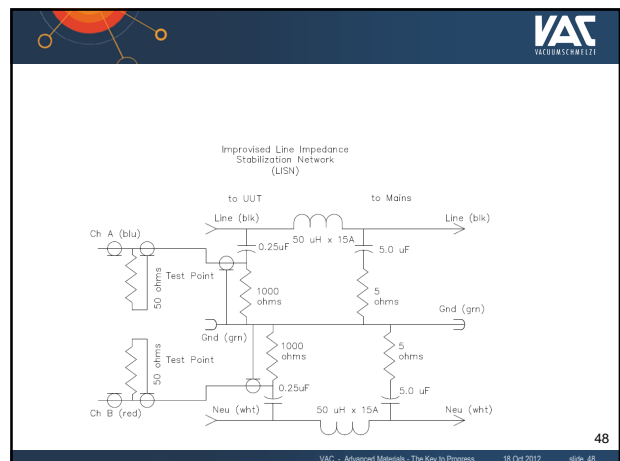 VAC
VACUUMSCHMELZE
Improvised Line Impedance
Stabilization Network
(LISN)
to UUT
to Mains
Line (blk)
Line (blk)
Ch A (blu)
50 uH x 15A
0.25uF
5.0 uF
50 ohms
Test Point
1000
ohms
5
ohms
Gnd (grn)
Gnd (grn)
50 ohms
Test Point
1000
ohms
5
ohms
0.25uF
5.0 uF
Neu (wht)
50 uH x 15A
Neu (wht)
Ch B (red)
48
VAC - Advanced Materials - The Key to Progress 18 Oct 2012 slide 48